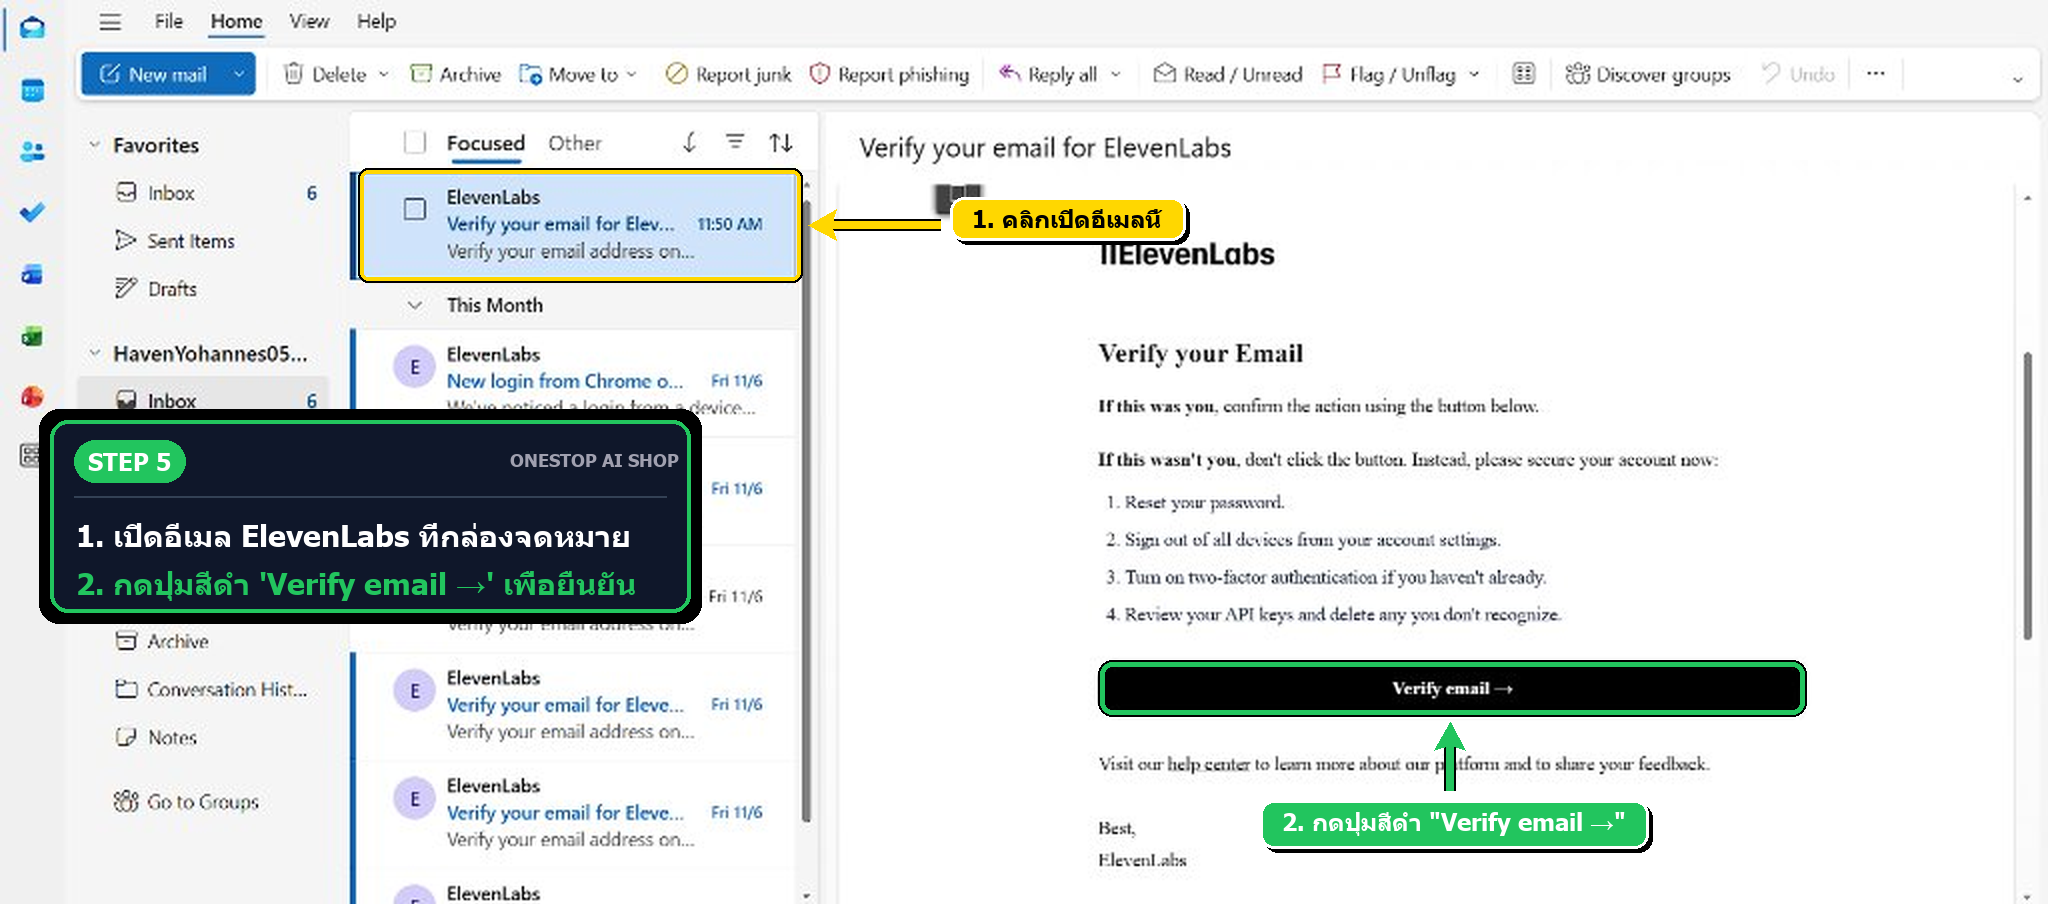 File Home View Help
New mail Delete Archive Move to Report junk Report phishing Reply all Read / Unread Flag / Unflag Discover groups Undo ...
Favorites
Inbox 6
Sent Items
Drafts
HavenYohannes05...
Inbox 6
STEP 5 ONESTOP AI SHOP
1. เปิดอีเมล ElevenLabs ที่กล่องจดหมาย
2. กดปุ่มสีดำ 'Verify email →' เพื่อยืนยัน
Archive
Conversation Hist...
Notes
Go to Groups
Focused Other
ElevenLabs
Verify your email for Elev... 11:50 AM
Verify your email address on...
This Month
E
ElevenLabs
New login from Chrome o... Fri 11/6
We've noticed a login from a device...
Fri 11/6
Fri 11/6
Verify your email address on...
E
ElevenLabs
Verify your email for Eleve... Fri 11/6
Verify your email address on...
E
ElevenLabs
Verify your email for Eleve... Fri 11/6
Verify your email address on...
ElevenLabs
Verify your email for ElevenLabs
1. คลิกเปิดอีเมลนี้
IIElevenLabs
Verify your Email
If this was you, confirm the action using the button below.
If this wasn't you, don't click the button. Instead, please secure your account now:
1. Reset your password.
2. Sign out of all devices from your account settings.
3. Turn on two-factor authentication if you haven't already.
4. Review your API keys and delete any you don't recognize.
Verify email →
Visit our help center to learn more about our platform and to share your feedback.
2. กดปุ่มสีดำ "Verify email →"
Best,
ElevenLabs